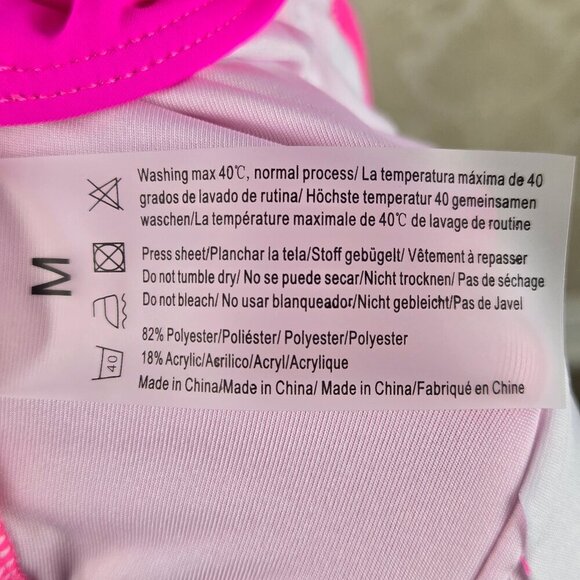 Washing max 40℃, normal process/ La temperatura máxima de 40
grados de lavado de rutina/ Höchste temperatur 40 gemeinsamen
waschen/La température maximale de 40℃ de lavage de routine
Press sheet/Planchar la tela/Stoff gebügelt/ Vêtement à repasser
Do not tumble dry/ No se puede secar/Nicht trocknen/ Pas de séchage
Do not bleach/ No usar blanqueador/Nicht gebleicht/Pas de Javel
82% Polyester/Poliéster/ Polyester/Polyester
18% Acrylic/Acrilico/Acryl/Acrylique
Made in China/Made in China/ Made in China/Fabriqué en Chine
M
40